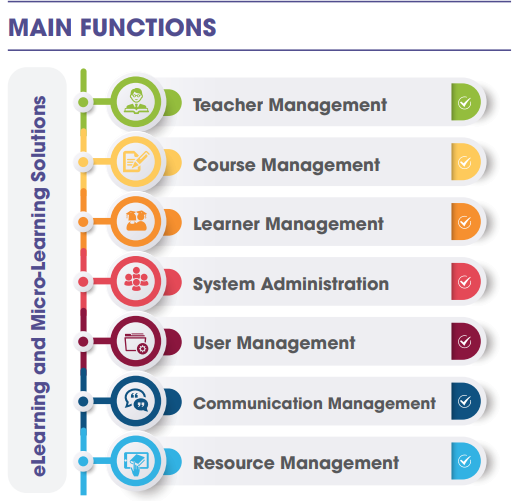 MAIN FUNCTIONS
eLearning and Micro-Learning Solutions
Teacher Management
Course Management
Learner Management
System Administration
User Management
Communication Management
Resource Management